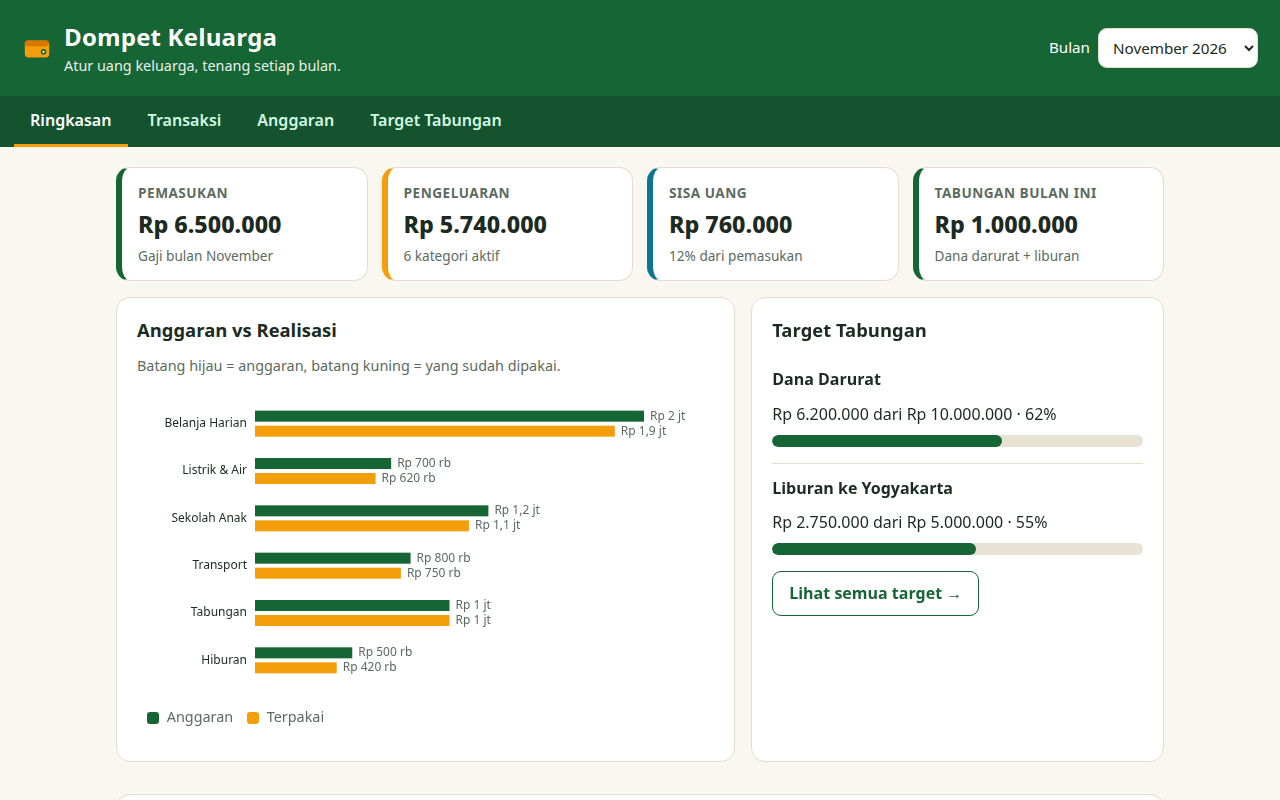 Dompet Keluarga
Atur uang keluarga, tenang setiap bulan.
Bulan
November 2026
Ringkasan
Transaksi
Anggaran
Target Tabungan
PEMASUKAN
Rp 6.500.000
Gaji bulan November
PENGELUARAN
Rp 5.740.000
6 kategori aktif
SISA UANG
Rp 760.000
12% dari pemasukan
TABUNGAN BULAN INI
Rp 1.000.000
Dana darurat + liburan
Anggaran vs Realisasi
Batang hijau = anggaran, batang kuning = yang sudah dipakai.
Belanja Harian
Rp 2 jt
Rp 1,9 jt
Listrik & Air
Rp 700 rb
Rp 620 rb
Sekolah Anak
Rp 1,2 jt
Rp 1,1 jt
Transport
Rp 800 rb
Rp 750 rb
Tabungan
Rp 1 jt
Rp 1 jt
Hiburan
Rp 500 rb
Rp 420 rb
Anggaran
Terpakai
Target Tabungan
Dana Darurat
Rp 6.200.000 dari Rp 10.000.000 · 62%
Liburan ke Yogyakarta
Rp 2.750.000 dari Rp 5.000.000 · 55%
Lihat semua target →